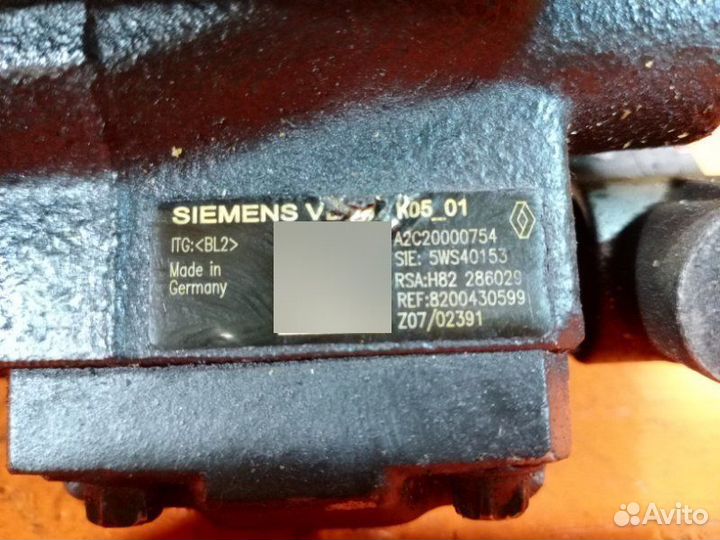 SIEMENS K05_01
ITG:<BL2> A2C20000754
Made in SIE: 5WS40153
Germany RSA:H82 286029
REF:8200430599
Z07/02391
Avito